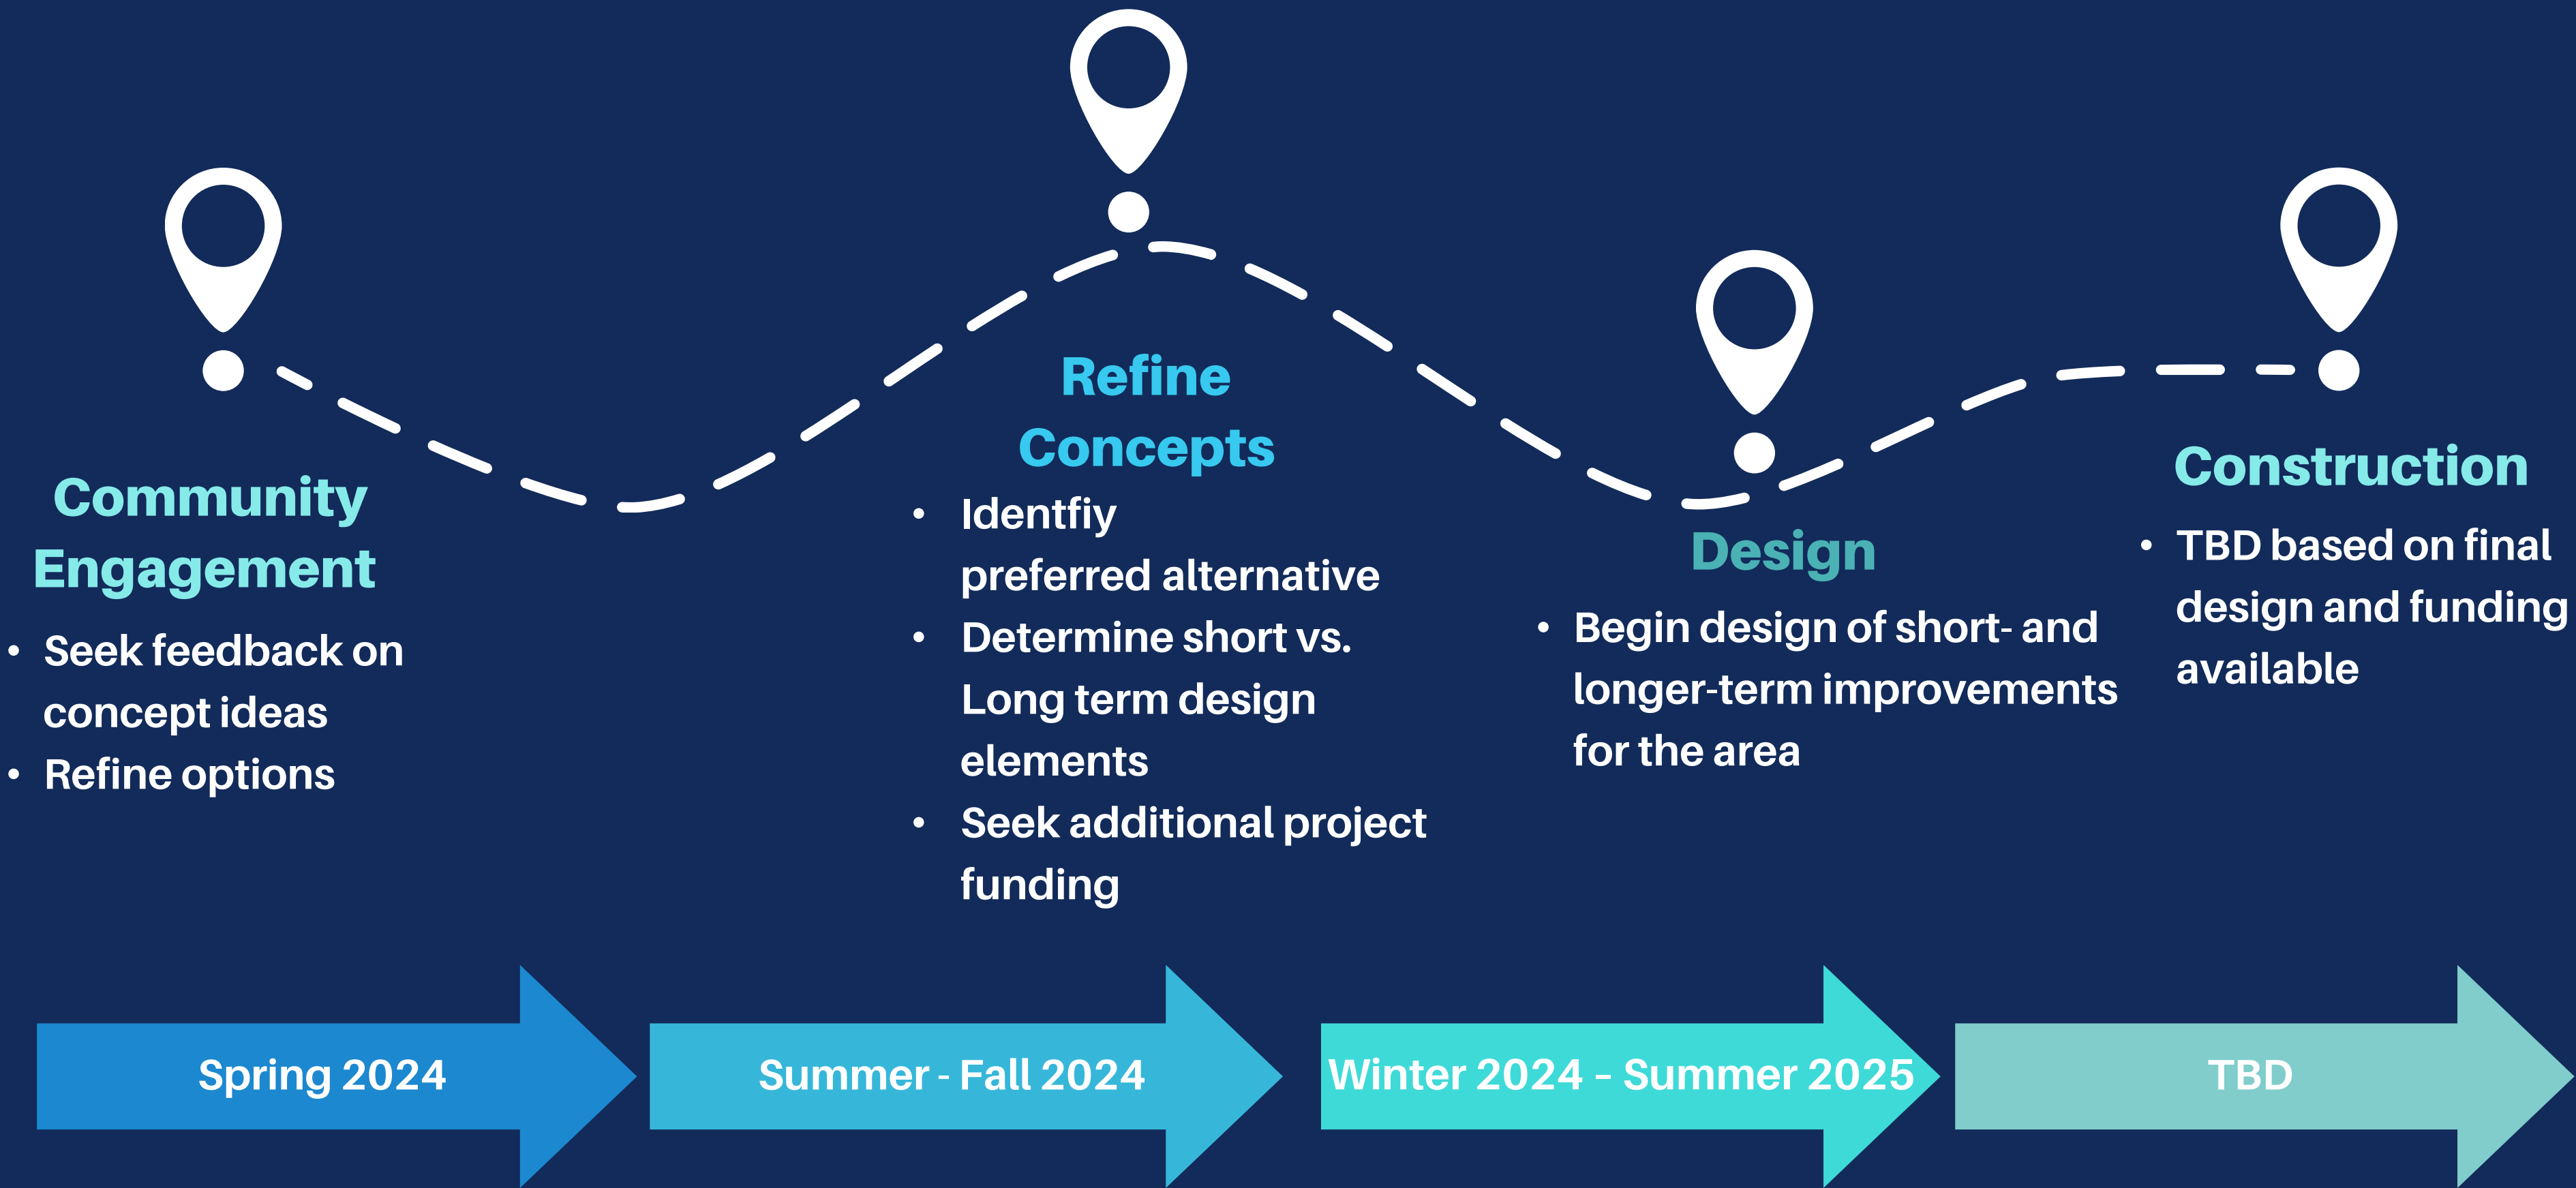 Community
Engagement
• Seek feedback on
concept ideas
• Refine options
Refine
Concepts
• Identfiy
preferred alternative
• Determine short vs.
Long term design
elements
• Seek additional project
funding
Design
• Begin design of short- and
longer-term improvements
for the area
Construction
• TBD based on final
design and funding
available
Spring 2024
Summer - Fall 2024
Winter 2024 – Summer 2025
TBD